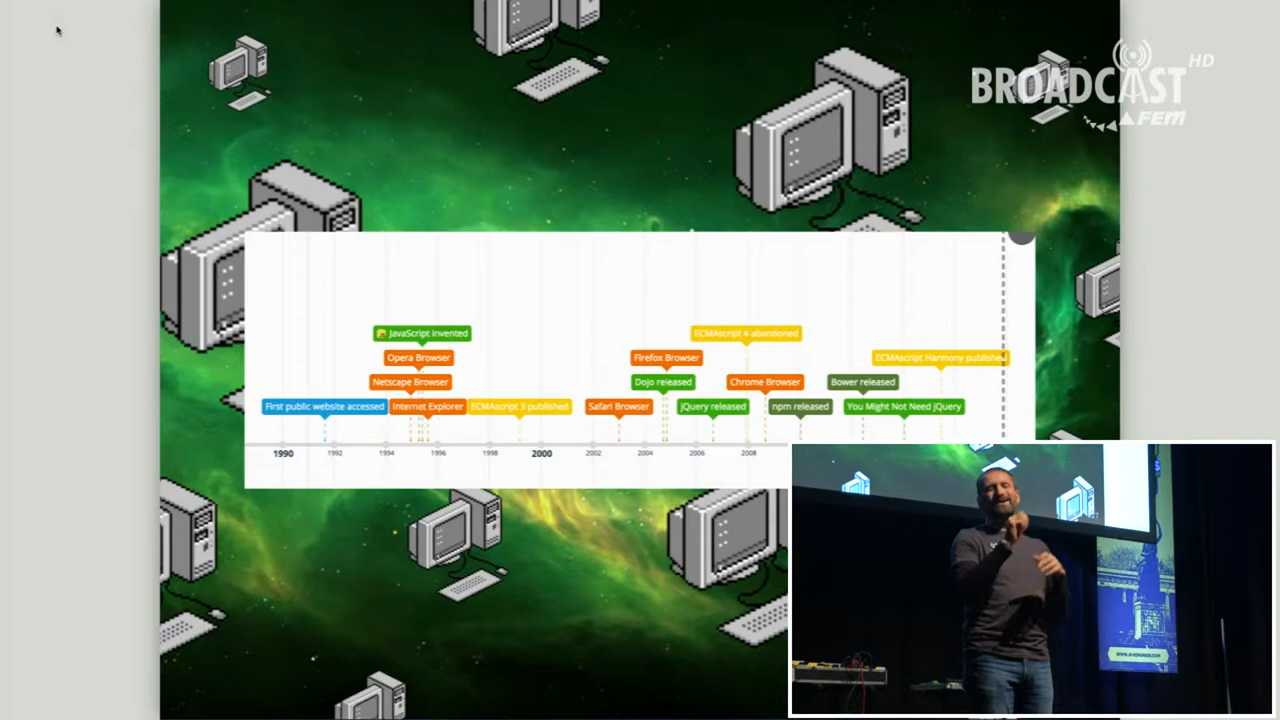 BROADCAST HD
FEM
JavaScript invented
ECMAscript 4 abandoned
Opera Browser
Firefox Browser
ECMAscript Harmony published
Netscape Browser
Dojo released
Chrome Browser
Bower released
First public website accessed
Internet Explorer
ECMAScript 3 published
Safari Browser
jQuery released
npm released
You Might Not Need jQuery
1990
1992
1994
1996
1998
2000
2002
2004
2006
2008